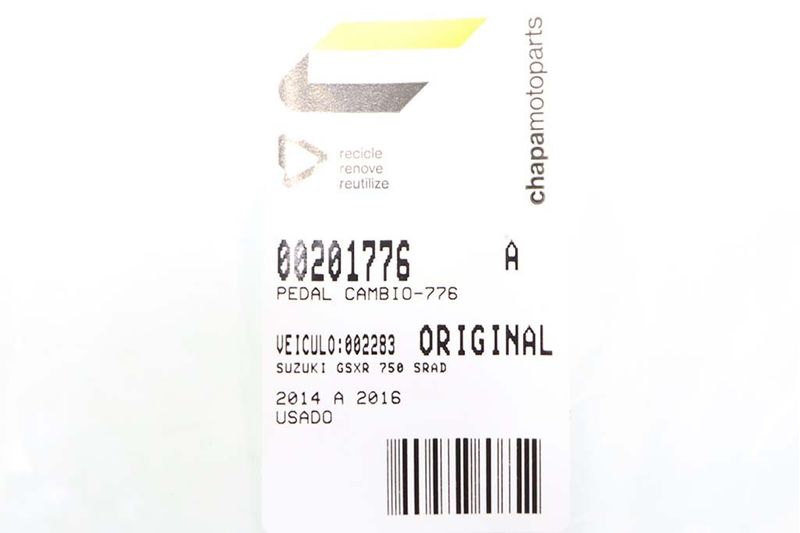 chapamotoparts
recicle
renove
reutilize
00201776 A
PEDAL CAMBIO-776
VEICULO:002283 ORIGINAL
SUZUKI GSXR 750 SRAD
2014 A 2016
USADO